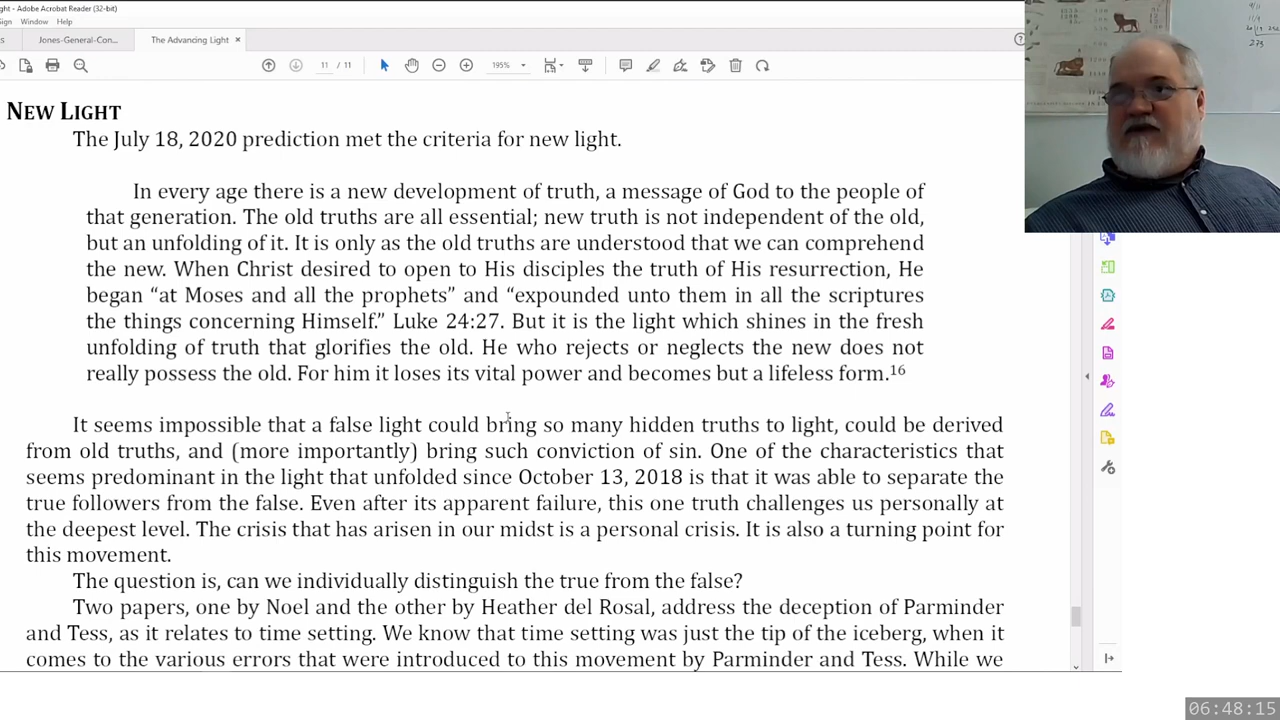 ght - Adobe Acrobat Reader (32-bit)
Sign Window Help
s Jones-General-Con... The Advancing Light ×
11 / 11 195%
NEW LIGHT
The July 18, 2020 prediction met the criteria for new light.
In every age there is a new development of truth, a message of God to the people of
that generation. The old truths are all essential; new truth is not independent of the old,
but an unfolding of it. It is only as the old truths are understood that we can comprehend
the new. When Christ desired to open to His disciples the truth of His resurrection, He
began “at Moses and all the prophets” and “expounded unto them in all the scriptures
the things concerning Himself.” Luke 24:27. But it is the light which shines in the fresh
unfolding of truth that glorifies the old. He who rejects or neglects the new does not
really possess the old. For him it loses its vital power and becomes but a lifeless form.16
It seems impossible that a false light could bring so many hidden truths to light, could be derived
from old truths, and (more importantly) bring such conviction of sin. One of the characteristics that
seems predominant in the light that unfolded since October 13, 2018 is that it was able to separate the
true followers from the false. Even after its apparent failure, this one truth challenges us personally at
the deepest level. The crisis that has arisen in our midst is a personal crisis. It is also a turning point for
this movement.
The question is, can we individually distinguish the true from the false?
Two papers, one by Noel and the other by Heather del Rosal, address the deception of Parminder
and Tess, as it relates to time setting. We know that time setting was just the tip of the iceberg, when it
comes to the various errors that were introduced to this movement by Parminder and Tess. While we
06:48:15